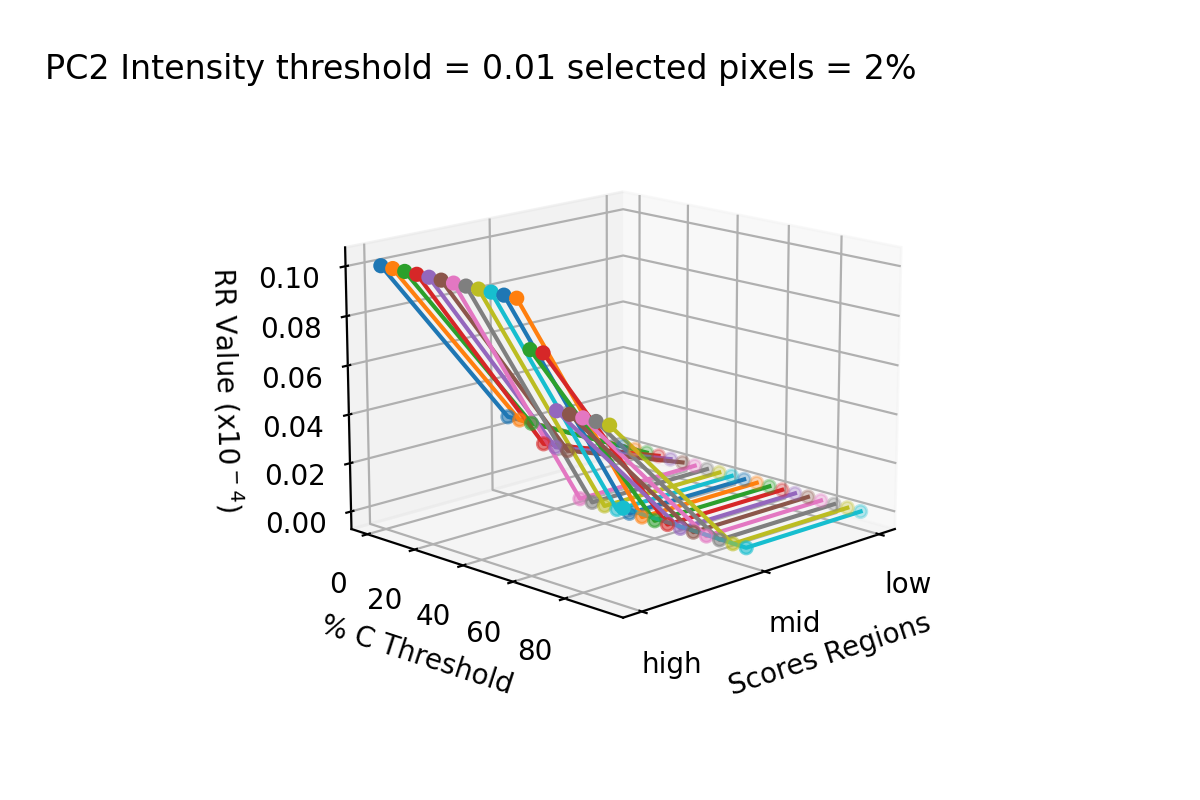 PC2 Intensity threshold = 0.01 selected pixels = 2%
RR Value (x10⁻⁴)
0.10
0.08
0.06
0.04
0.02
0.00
0
20
40
60
80
% C Threshold
high
mid
low
Scores Regions